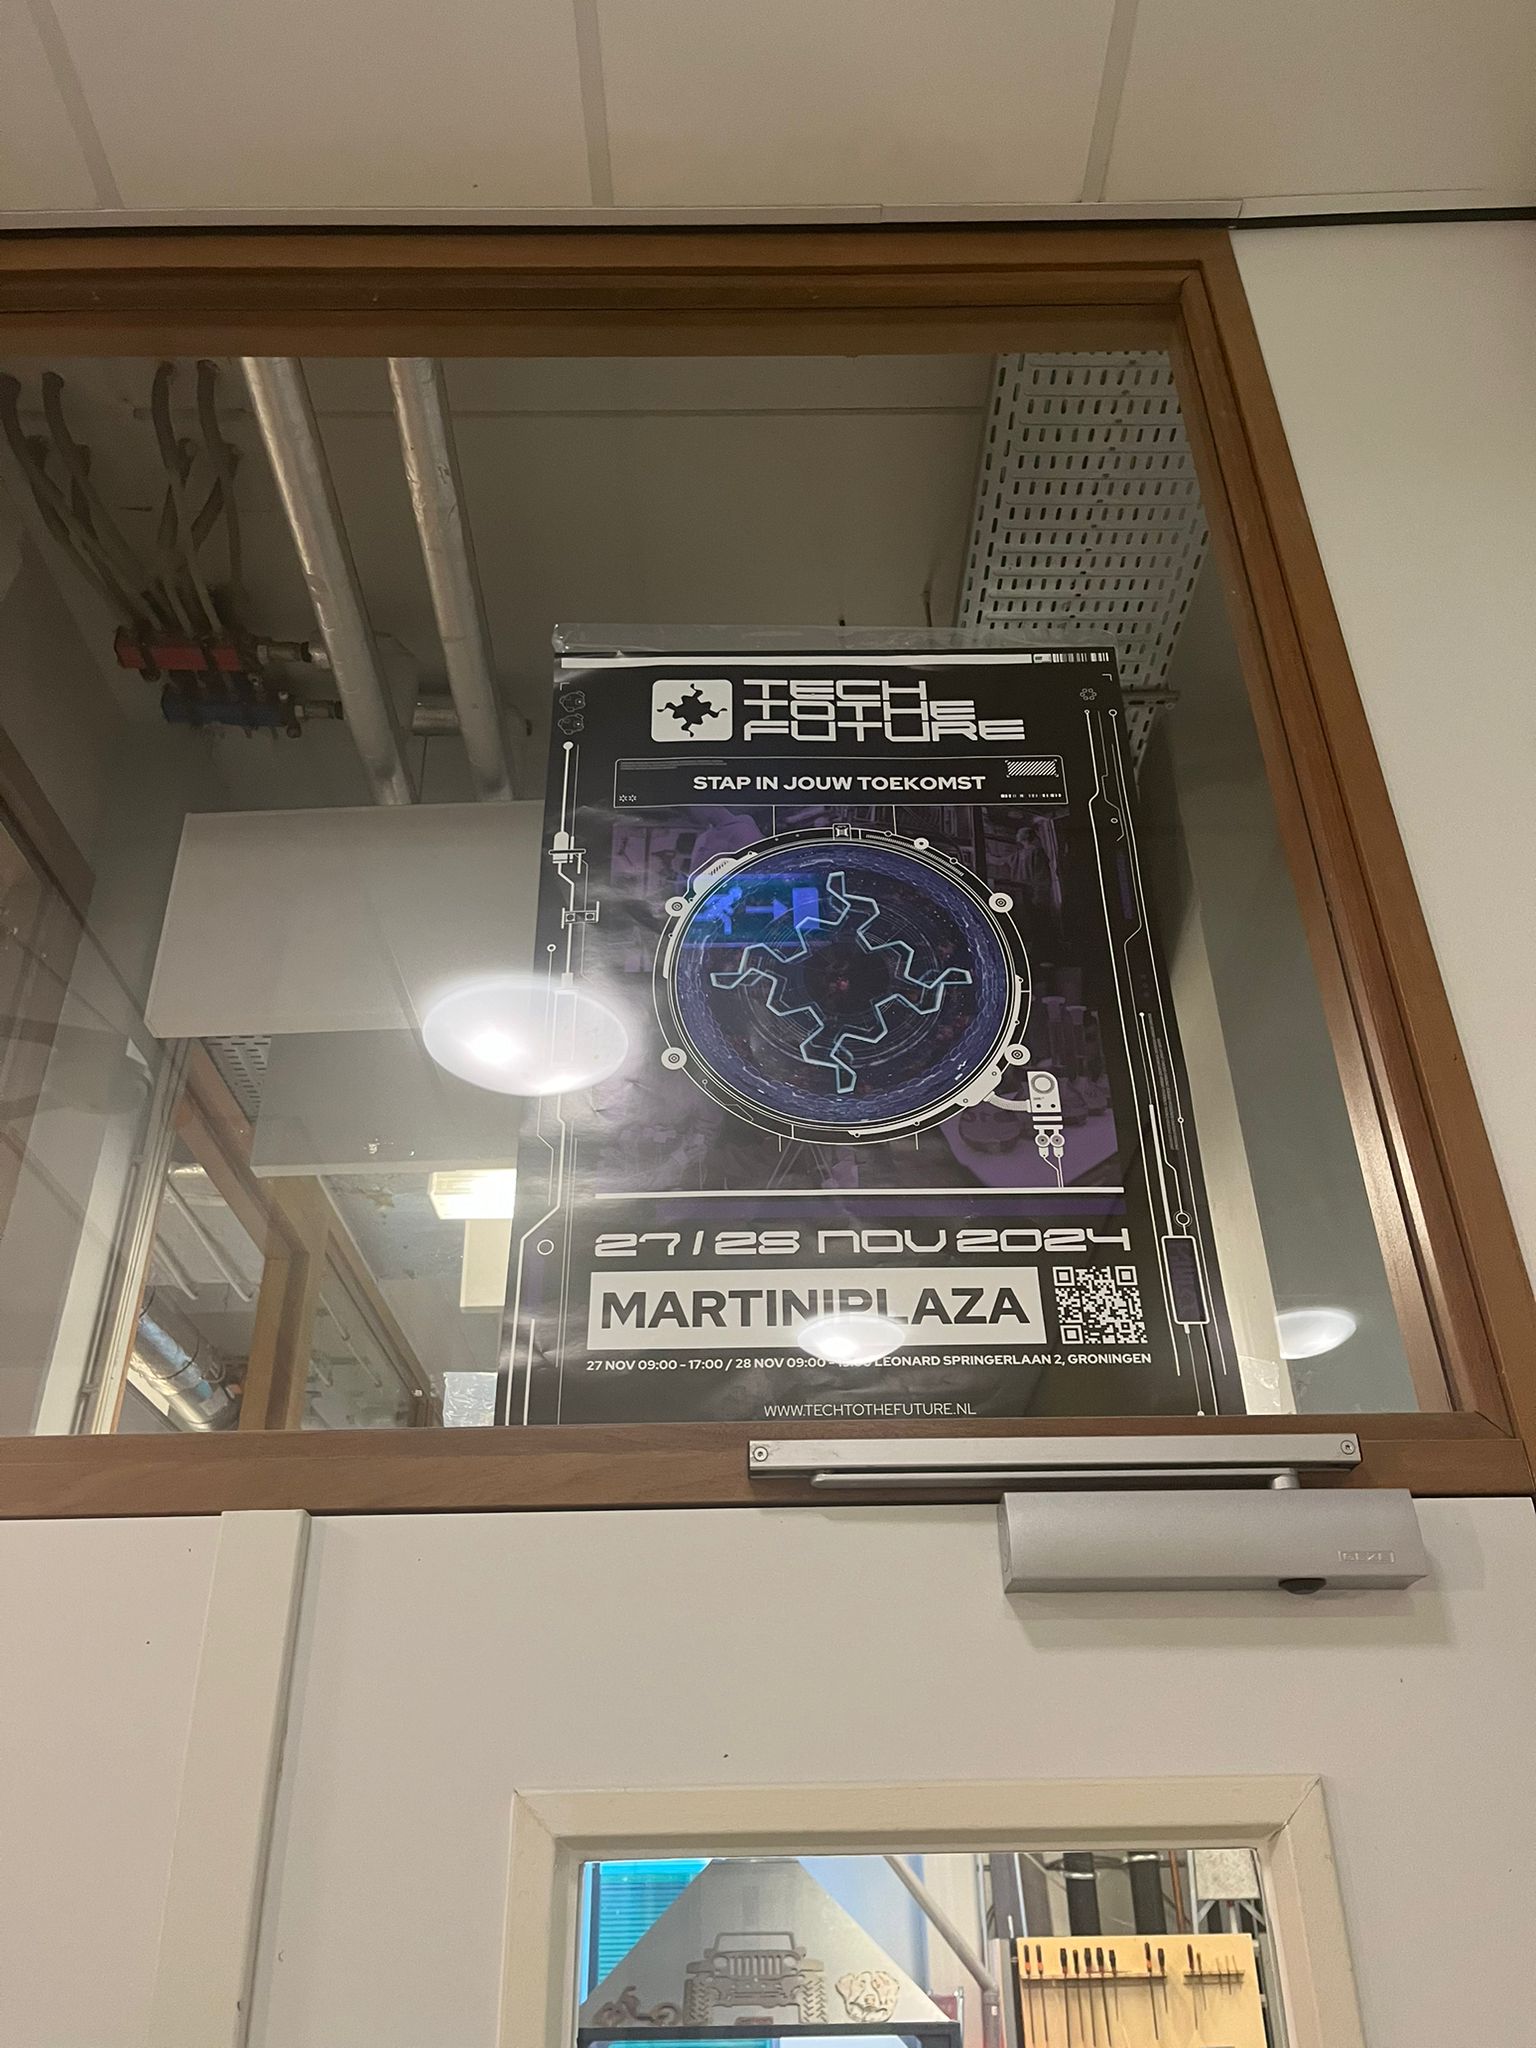 TECH
TO THE
FUTURE
STAP IN JOUW TOEKOMST
27 / 28 NOV 2024
MARTINIPLAZA
27 NOV 09:00 - 17:00 / 28 NOV 09:00 - LEONARD SPRINGERLAAN 2, GRONINGEN
WWW.TECHTOTHEFUTURE.NL
GEZE